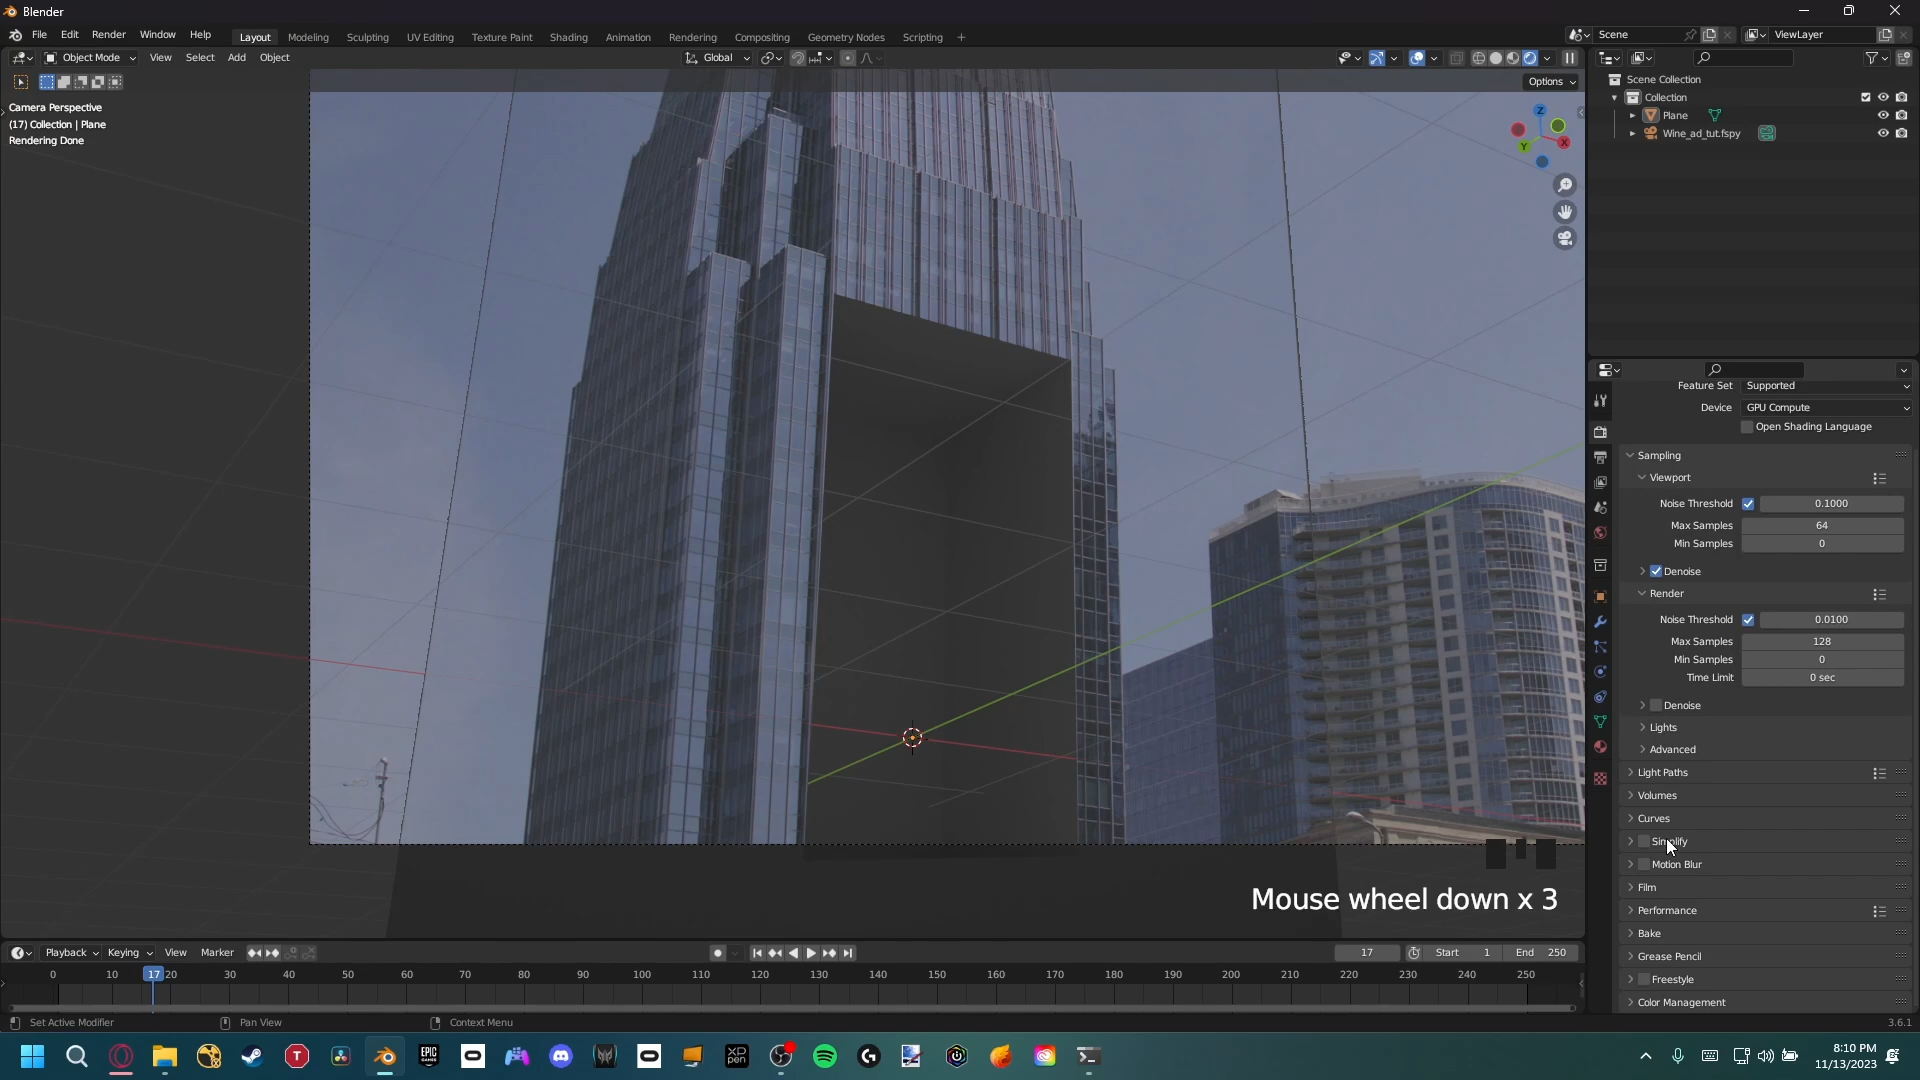 Blender
File Edit Render Window Help Layout Modeling Sculpting UV Editing Texture Paint Shading Animation Rendering Compositing Geometry Nodes Scripting + Scene ViewLayer
Object Mode View Select Add Object Global
Options
Camera Perspective
(17) Collection | Plane
Rendering Done
Z
X
Y
Scene Collection
Collection
Plane
Wine_ad_tut.fspy
Feature Set Supported
Device GPU Compute
Open Shading Language
Sampling
Viewport
Noise Threshold 0.1000
Max Samples 64
Min Samples 0
Denoise
Render
Noise Threshold 0.0100
Max Samples 128
Min Samples 0
Time Limit 0 sec
Denoise
Lights
Advanced
Light Paths
Volumes
Curves
Simplify
Motion Blur
Film
Performance
Bake
Grease Pencil
Freestyle
Color Management
Mouse wheel down x 3
Playback Keying View Marker 17 Start 1 End 250
0 10 17 20 30 40 50 60 70 80 90 100 110 120 130 140 150 160 170 180 190 200 210 220 230 240 250
Set Active Modifier Pan View Context Menu 3.6.1
T EPIC GAMES XP PEN
8:10 PM
11/13/2023